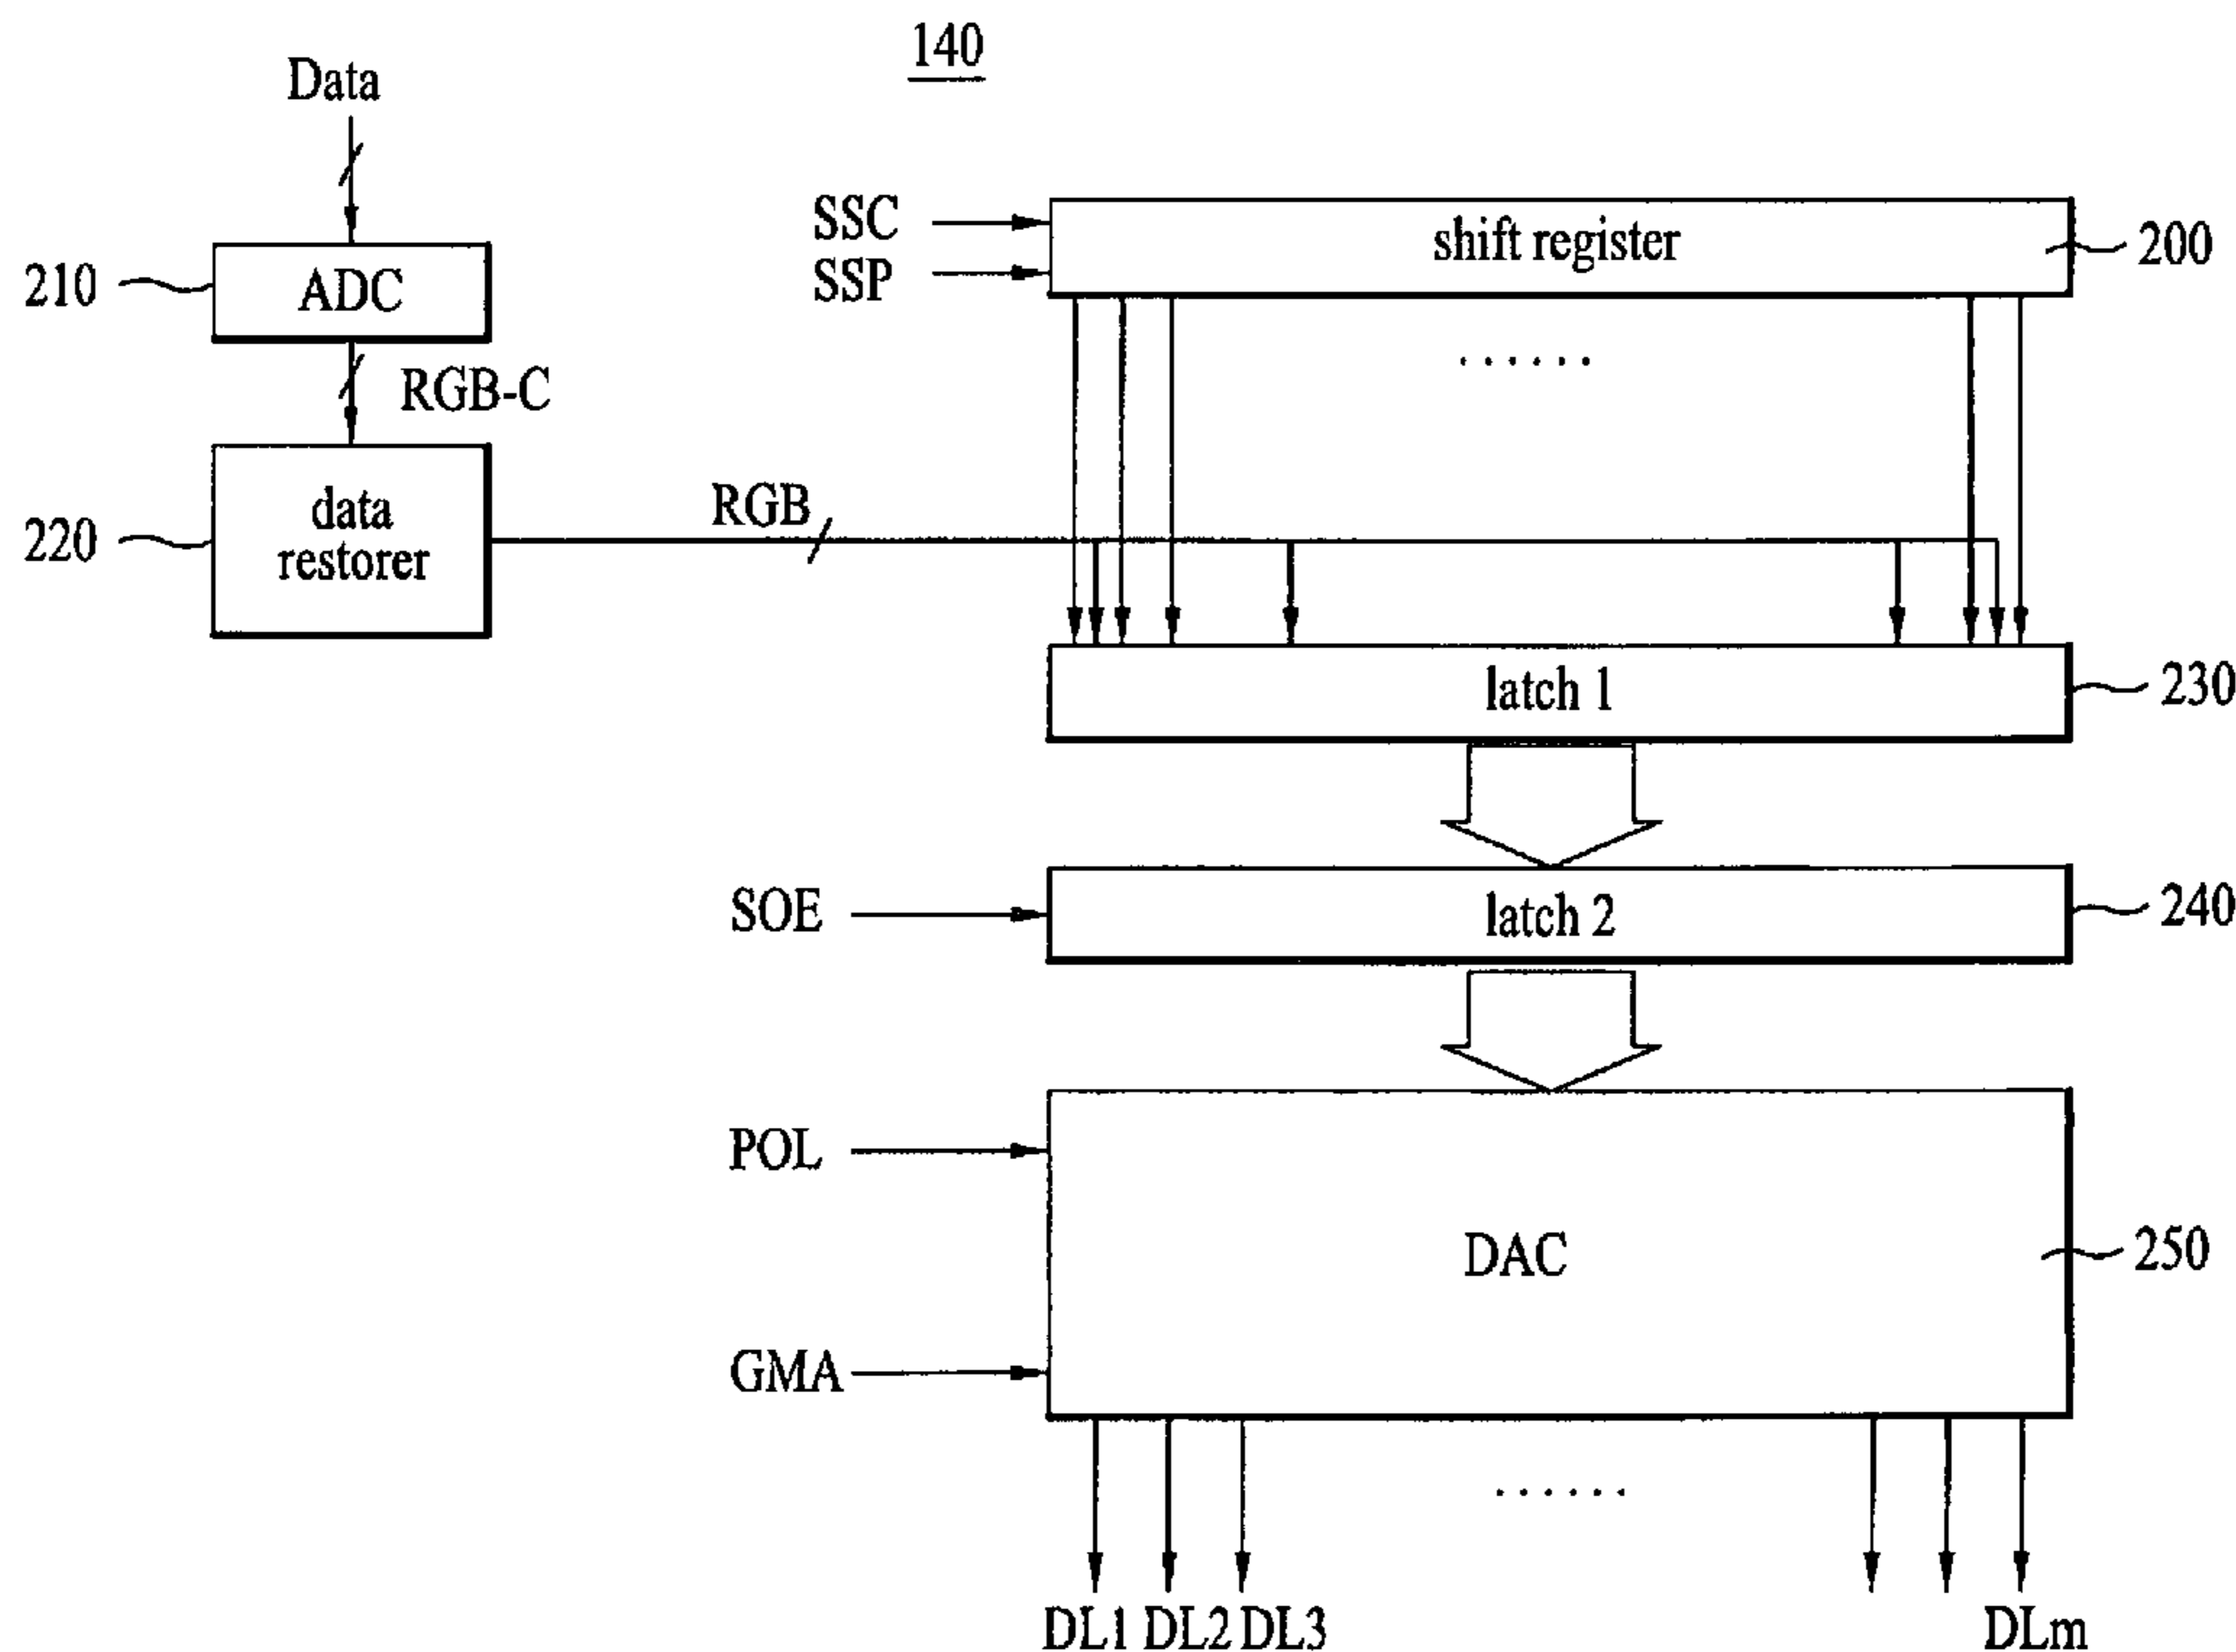 140
Data
SSC
SSP
shift register
200
210
ADC
RGB-C
220
data
restorer
RGB
latch 1
230
SOE
latch 2
240
POL
DAC
250
GMA
DL1 DL2 DL3
DLm